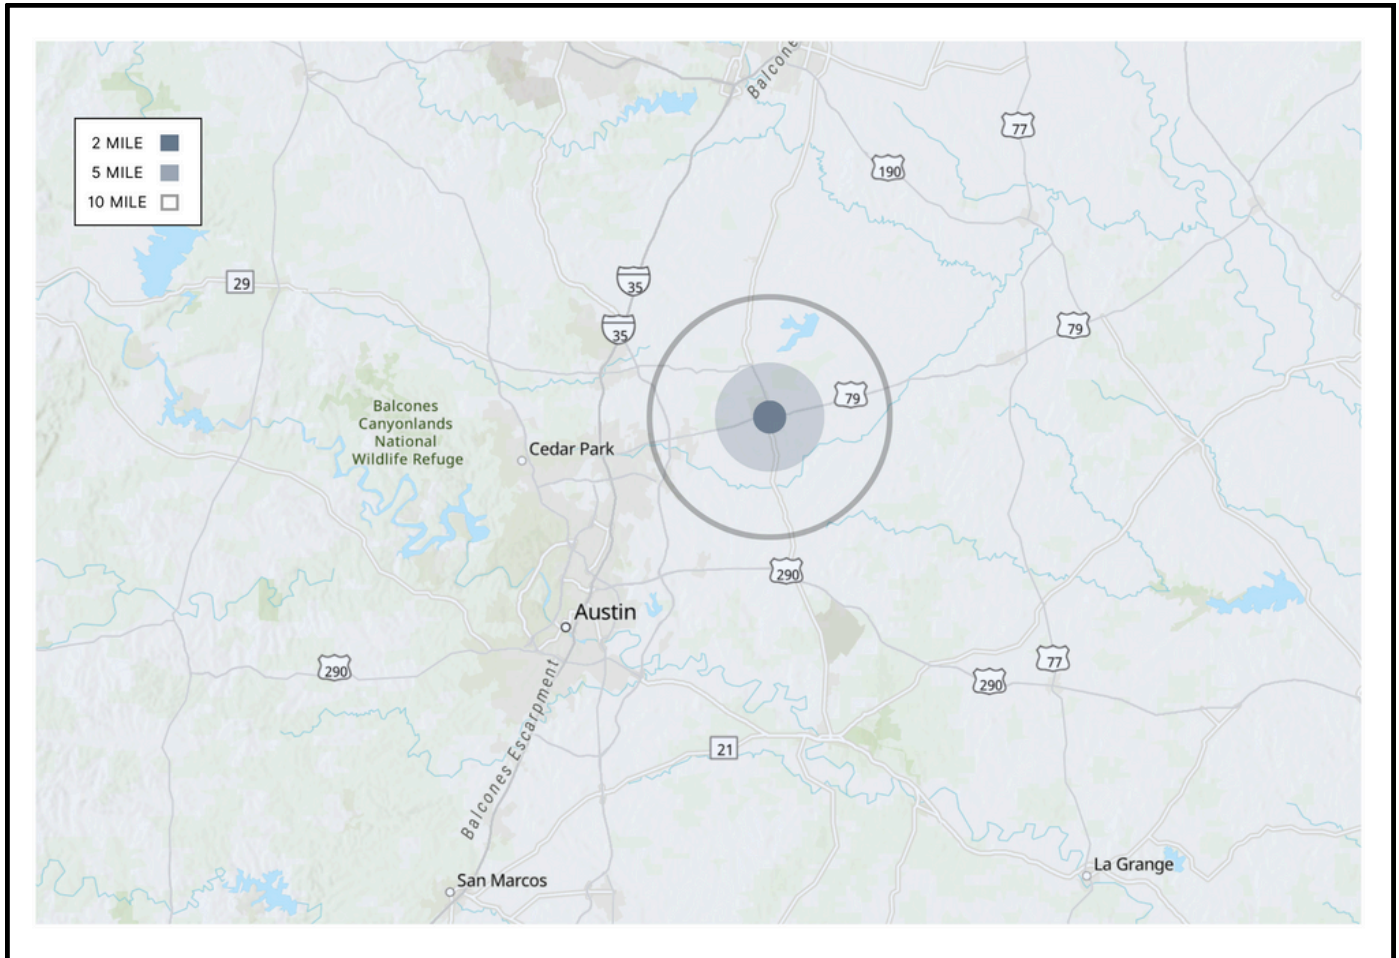 Balcone
2 MILE
5 MILE
10 MILE
77
190
29
35
35
79
79
Balcones
Canyonlands
National
Wildlife Refuge
Cedar Park
290
Austin
290
77
290
Balcones Escarpment
21
San Marcos
La Grange